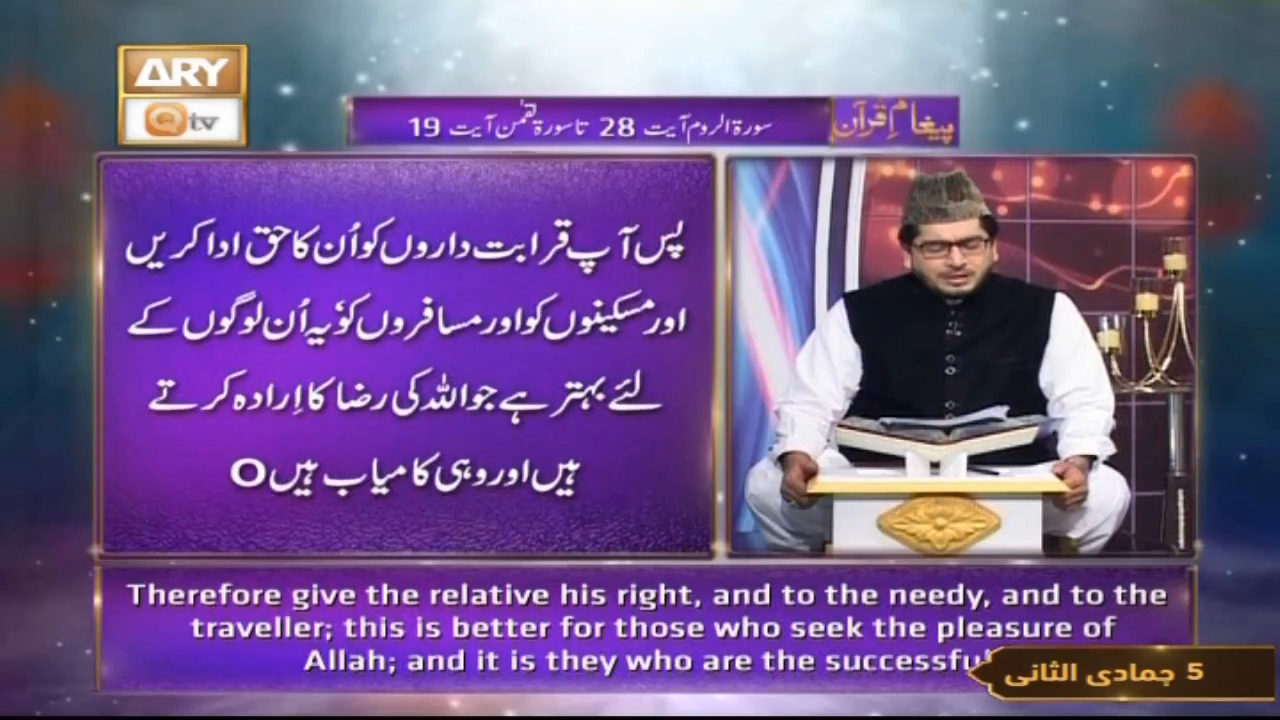 ARY
Qtv
پیغامِ قرآن
سورۃ الروم آیت 28 تا سورۃ لقمٰن آیت 19
پس آپ قرابت داروں کو اُن کا حق ادا کریں
اور مسکینوں کو اور مسافروں کو‘ یہ اُن لوگوں کے
لئے بہتر ہے جو اللہ کی رضا کا اِرادہ کرتے
ہیں اور وہی کامیاب ہیں O
Therefore give the relative his right, and to the needy, and to the
traveller; this is better for those who seek the pleasure of
Allah; and it is they who are the successful
5 جمادی الثانی